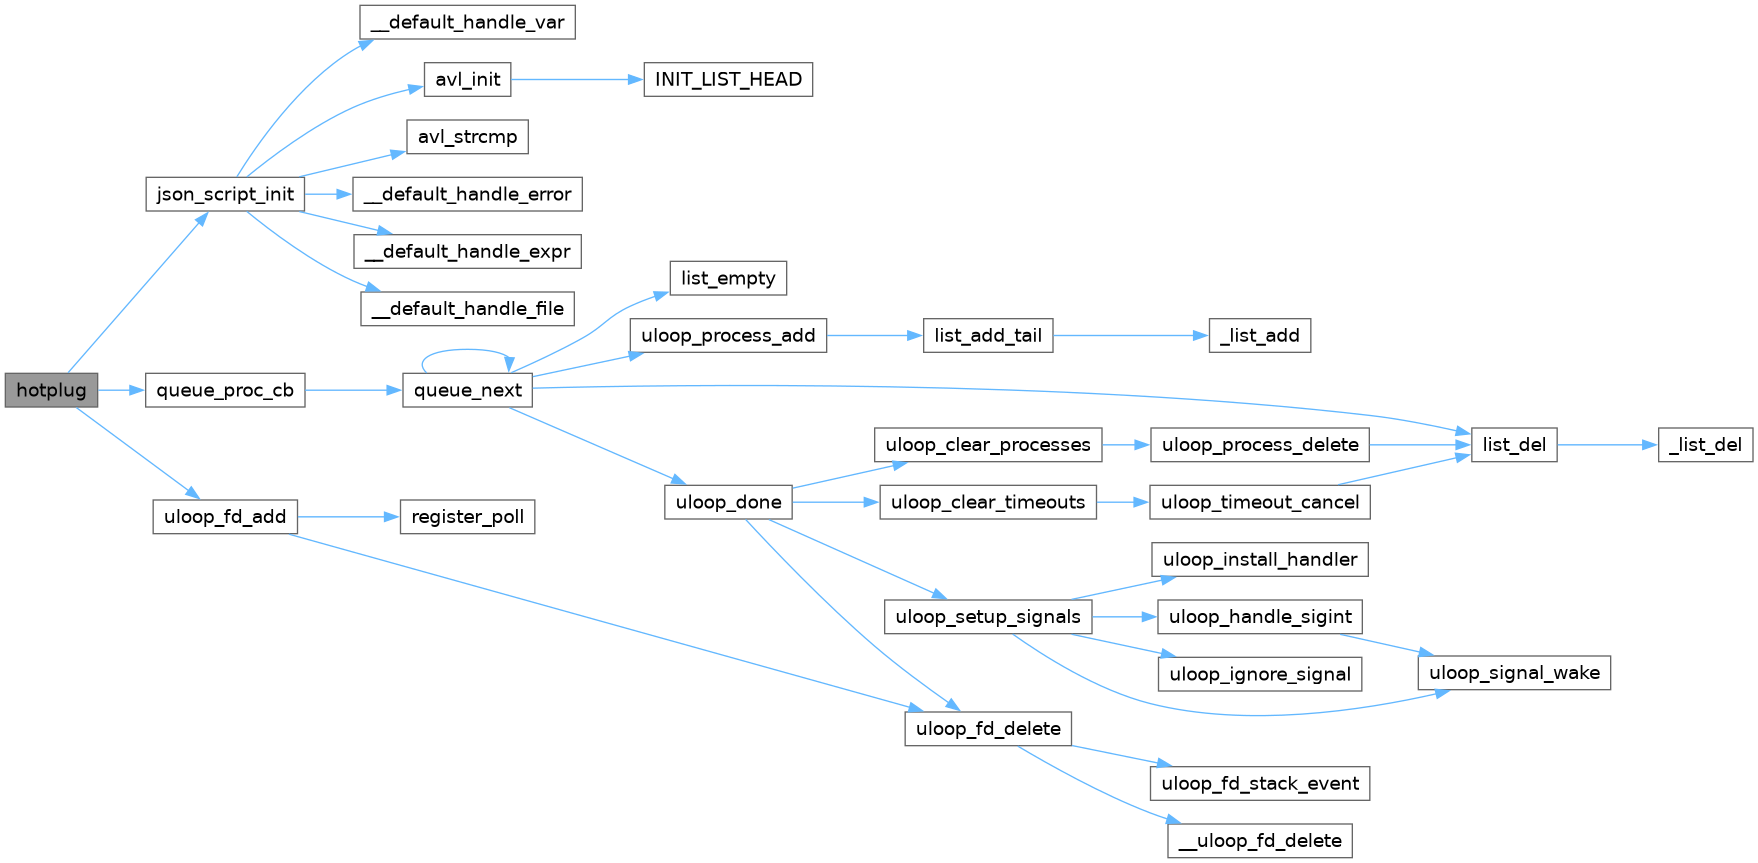 __default_handle_var
avl_init
INIT_LIST_HEAD
avl_strcmp
json_script_init
__default_handle_error
__default_handle_expr
list_empty
__default_handle_file
uloop_process_add
list_add_tail
_list_add
hotplug
queue_proc_cb
queue_next
uloop_clear_processes
uloop_process_delete
list_del
_list_del
uloop_done
uloop_clear_timeouts
uloop_timeout_cancel
uloop_fd_add
register_poll
uloop_install_handler
uloop_setup_signals
uloop_handle_sigint
uloop_ignore_signal
uloop_signal_wake
uloop_fd_delete
uloop_fd_stack_event
__uloop_fd_delete